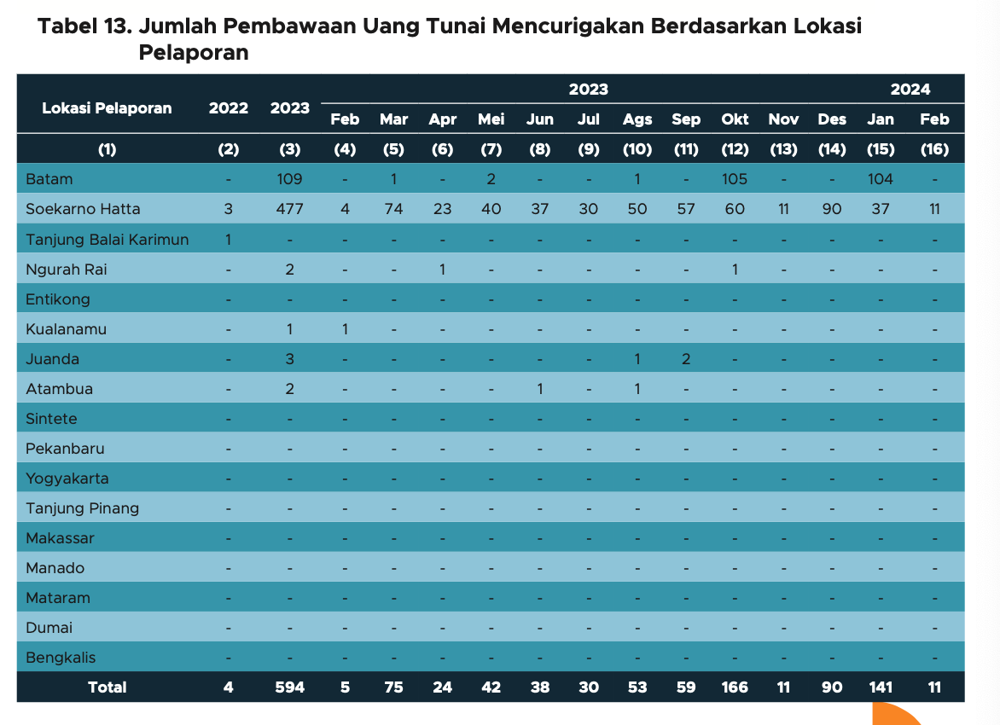 Tabel 13. Jumlah Pembawaan Uang Tunai Mencurigakan Berdasarkan Lokasi
Pelaporan
Lokasi Pelaporan 2022 2023 2023 2024
Feb Mar Apr Mei Jun Jul Ags Sep Okt Nov Des Jan Feb
(1) (2) (3) (4) (5) (6) (7) (8) (9) (10) (11) (12) (13) (14) (15) (16)
Batam - 109 - 1 - 2 - - 1 - 105 - - 104 -
Soekarno Hatta 3 477 4 74 23 40 37 30 50 57 60 11 90 37 11
Tanjung Balai Karimun 1 - - - - - - - - - - - - - -
Ngurah Rai - 2 - - 1 - - - - - 1 - - - -
Entikong - - - - - - - - - - - - - - -
Kualanamu - 1 1 - - - - - - - - - - - -
Juanda - 3 - - - - - - 1 2 - - - - -
Atambua - 2 - - - - 1 - 1 - - - - - -
Sintete - - - - - - - - - - - - - - -
Pekanbaru - - - - - - - - - - - - - - -
Yogyakarta - - - - - - - - - - - - - - -
Tanjung Pinang - - - - - - - - - - - - - - -
Makassar - - - - - - - - - - - - - - -
Manado - - - - - - - - - - - - - - -
Mataram - - - - - - - - - - - - - - -
Dumai - - - - - - - - - - - - - - -
Bengkalis - - - - - - - - - - - - - - -
Total 4 594 5 75 24 42 38 30 53 59 166 11 90 141 11